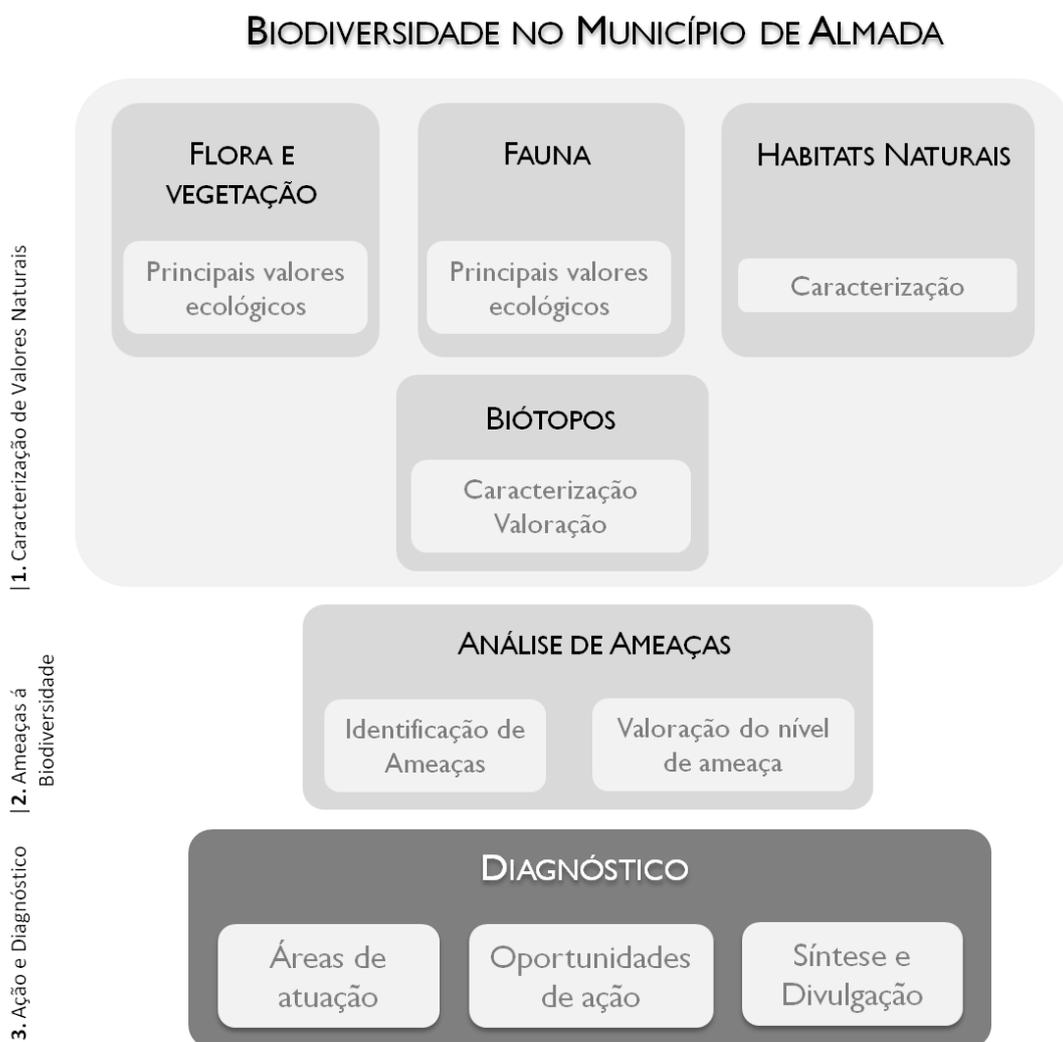 BIODIVERSIDADE NO MUNICÍPIO DE ALMADA
|1. Caracterização de Valores Naturais
FLORA E
VEGETAÇÃO
Principais valores
ecológicos
FAUNA
Principais valores
ecológicos
HABITATS NATURAIS
Caracterização
BIÓTOPOS
Caracterização
Valoração
|2. Ameaças á
Biodiversidade
ANÁLISE DE AMEAÇAS
Identificação de
Ameaças
Valoração do nível
de ameaça
3. Ação e Diagnóstico
DIAGNÓSTICO
Áreas de
atuação
Oportunidades
de ação
Síntese e
Divulgação